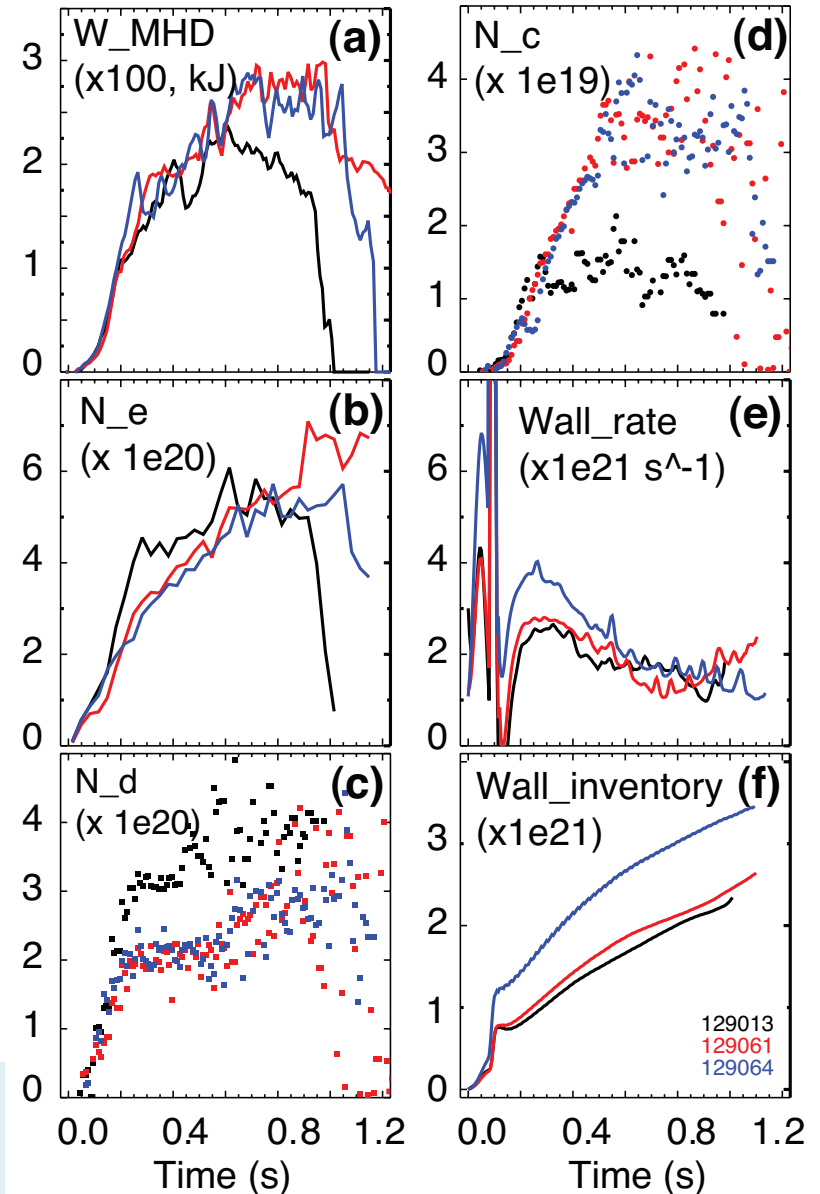 W_MHD
(x100, kJ)
(a)
3
2
1
0
N_e
(x 1e20)
(b)
6
4
2
0
N_d
(x 1e20)
(c)
4
3
2
1
0
0.0 0.4 0.8 1.2
Time (s)
N_c
(x 1e19)
(d)
4
3
2
1
0
Wall_rate
(x1e21 s^-1)
(e)
6
4
2
0
Wall_inventory
(x1e21)
(f)
3
2
1
0
129013
129061
129064
0.0 0.4 0.8 1.2
Time (s)